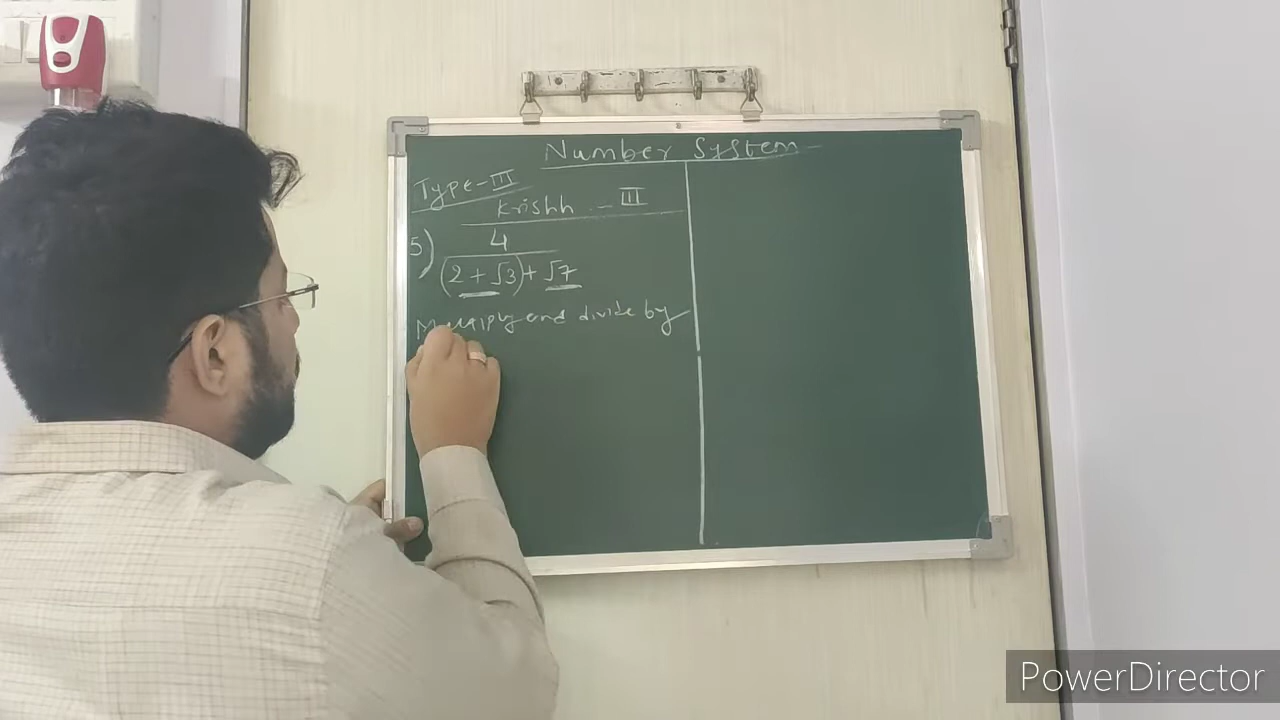 Number System
Type-III
Krishh - III
5) 4
(2+√3)+√7
Multiply and divide by
PowerDirector